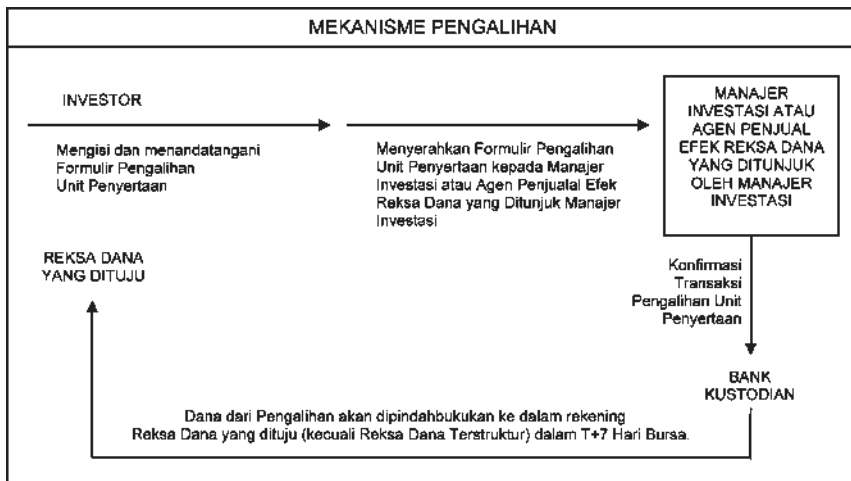 MEKANISME PENGALIHAN
INVESTOR
Mengisi dan menandatangani
Formulir Pengalihan
Unit Penyertaan
Menyerahkan Formulir Pengalihan
Unit Penyertaan kepada Manajer
Investasi atau Agen Penjualal Efek
Reksa Dana yang Ditunjuk Manajer
Investasi
MANAJER
INVESTASI ATAU
AGEN PENJUAL
EFEK REKSA DANA
YANG DITUNJUK
OLEH MANAJER
INVESTASI
Konfirmasi
Transaksi
Pengalihan Unit
Penyertaan
BANK
KUSTODIAN
Dana dari Pengalihan akan dipindahbukukan ke dalam rekening
Reksa Dana yang dituju (kecuali Reksa Dana Terstruktur) dalam T+7 Hari Bursa.
REKSA DANA
YANG DITUJU